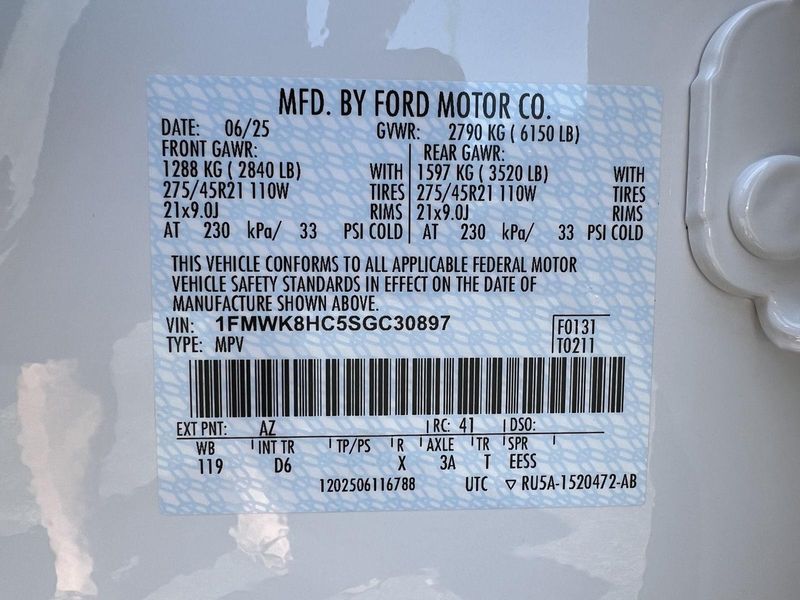 MFD. BY FORD MOTOR CO.
DATE: 06/25 GVWR: 2790 KG ( 6150 LB)
FRONT GAWR: REAR GAWR:
1288 KG ( 2840 LB) WITH 1597 KG ( 3520 LB) WITH
275/45R21 110W TIRES 275/45R21 110W TIRES
21x9.0J RIMS 21x9.0J RIMS
AT 230 kPa/ 33 PSI COLD AT 230 kPa/ 33 PSI COLD
THIS VEHICLE CONFORMS TO ALL APPLICABLE FEDERAL MOTOR
VEHICLE SAFETY STANDARDS IN EFFECT ON THE DATE OF
MANUFACTURE SHOWN ABOVE.
VIN: 1FMWK8HC5SGC30897 F0131
TYPE: MPV T0211
EXT PNT: AZ RC: 41 DSO:
WB INT TR TP/PS R AXLE TR SPR
119 D6 X 3A T EESS
1202506116788 UTC ▽ RU5A-1520472-AB